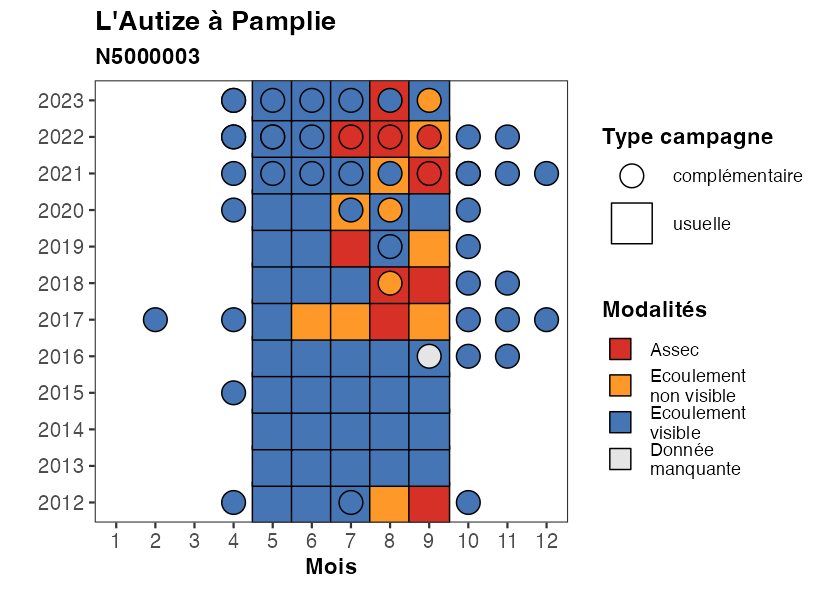 L'Autize à Pamplie
N5000003
2023
2022
2021
2020
2019
2018
2017
2016
2015
2014
2013
2012
1 2 3 4 5 6 7 8 9 10 11 12
Mois
Type campagne
complémentaire
usuelle
Modalités
Assec
Ecoulement
non visible
Ecoulement
visible
Donnée
manquante